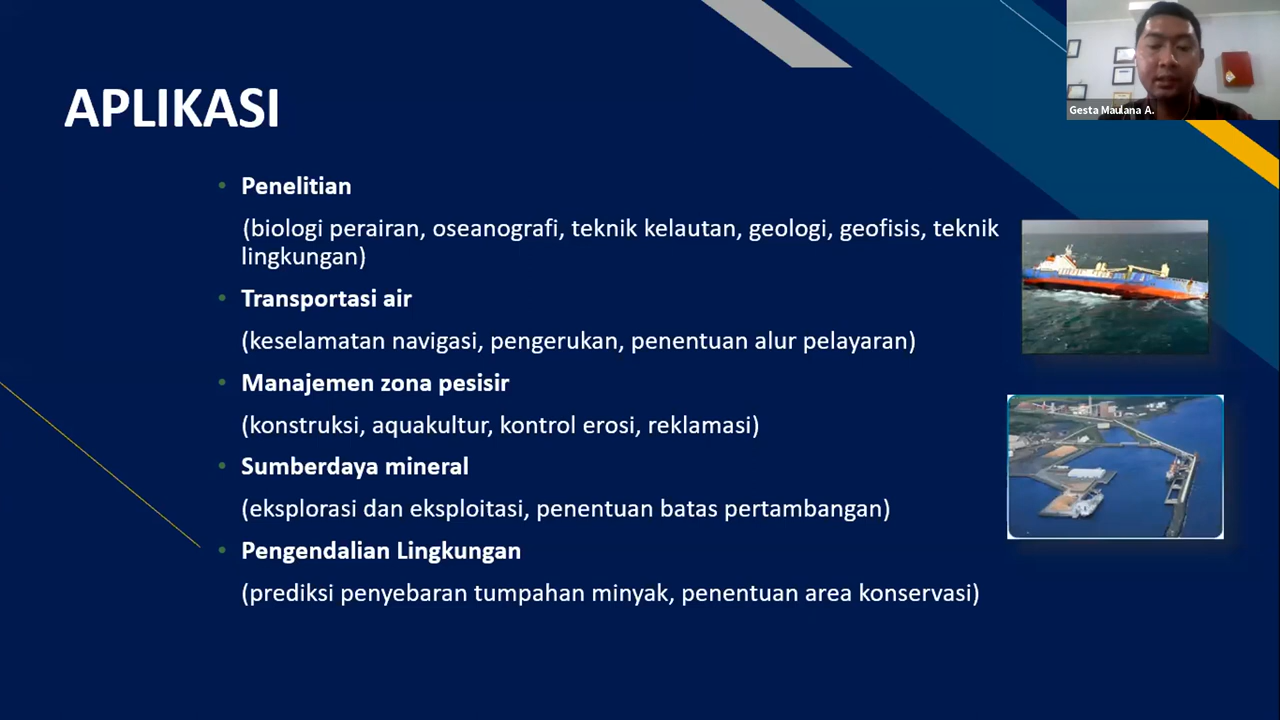 APLIKASI
Gesta Maulana A.
• Penelitian
(biologi perairan, oseanografi, teknik kelautan, geologi, geofisis, teknik
lingkungan)
• Transportasi air
(keselamatan navigasi, pengerukan, penentuan alur pelayaran)
• Manajemen zona pesisir
(konstruksi, aquakultur, kontrol erosi, reklamasi)
• Sumberdaya mineral
(eksplorasi dan eksploitasi, penentuan batas pertambangan)
• Pengendalian Lingkungan
(prediksi penyebaran tumpahan minyak, penentuan area konservasi)